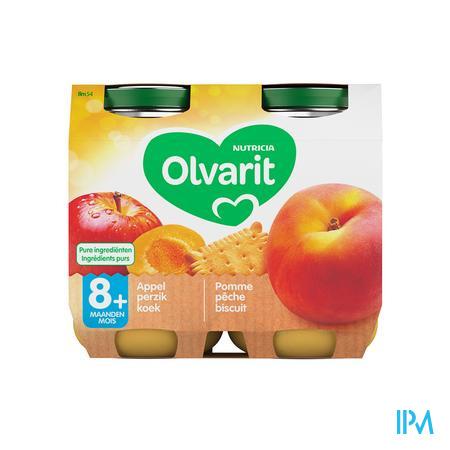 NUTRICIA
Olvarit
Pure ingrediënten
Ingrédients purs
8+
MAANDEN
MOIS
Appel
perzik
koek
Pomme
pêche
biscuit
IPM